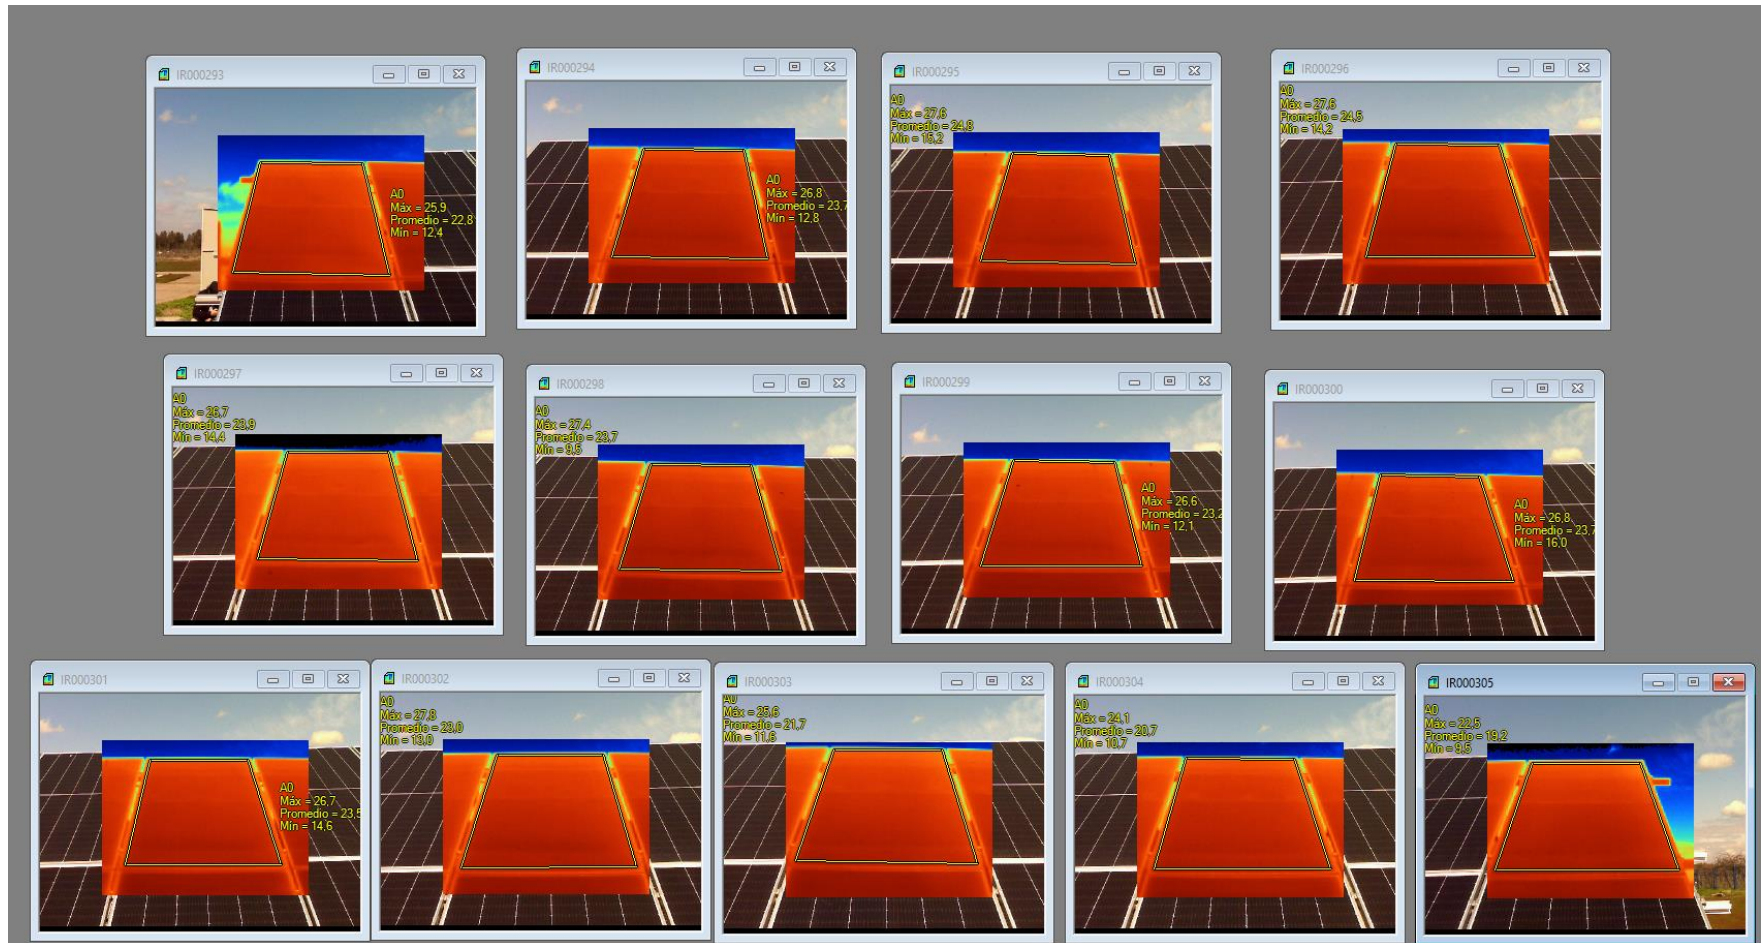 IR000293
A0
Máx = 25,9
Promedio = 22,8
Mín = 12,4
IR000294
A0
Máx = 26,8
Promedio = 23,7
Mín = 12,8
IR000295
A0
Máx = 27,6
Promedio = 24,8
Mín = 15,2
IR000296
A0
Máx = 27,6
Promedio = 24,5
Mín = 14,2
IR000297
A0
Máx = 26,7
Promedio = 23,9
Mín = 14,4
IR000298
A0
Máx = 27,4
Promedio = 23,7
Mín = 9,5
IR000299
A0
Máx = 26,6
Promedio = 23,2
Mín = 12,1
IR000300
A0
Máx = 26,8
Promedio = 23,7
Mín = 16,0
IR000301
A0
Máx = 26,7
Promedio = 23,5
Mín = 14,6
IR000302
A0
Máx = 27,8
Promedio = 23,0
Mín = 13,0
IR000303
A0
Máx = 25,6
Promedio = 21,7
Mín = 11,6
IR000304
A0
Máx = 24,1
Promedio = 20,7
Mín = 10,7
IR000305
A0
Máx = 22,5
Promedio = 19,2
Mín = 9,5